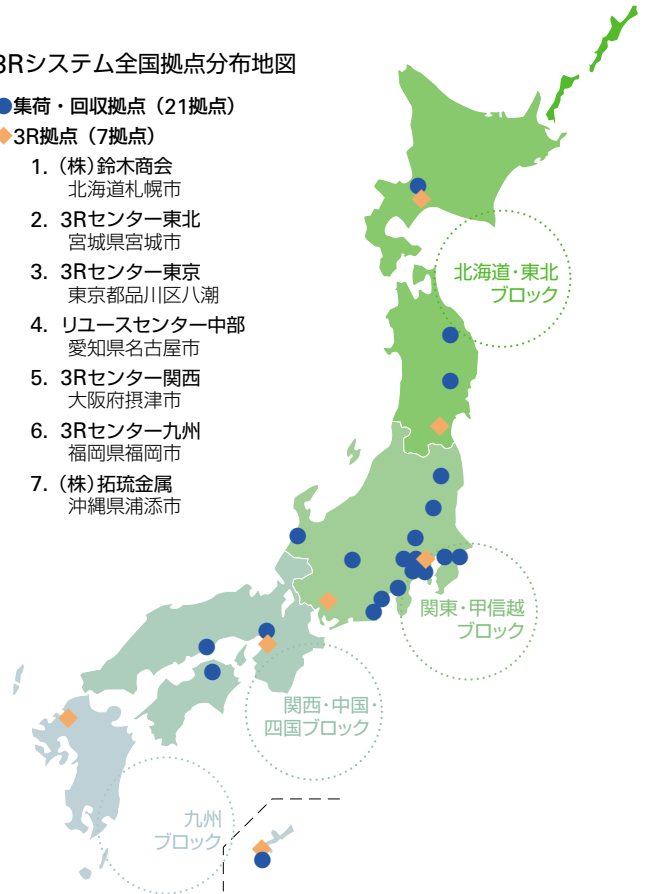 3Rシステム全国拠点分布地図
●集荷・回収拠点（21拠点）
◆3R拠点（7拠点）
1. （株）鈴木商会
北海道札幌市
2. 3Rセンター東北
宮城県宮城市
3. 3Rセンター東京
東京都品川区八潮
4. リユースセンター中部
愛知県名古屋市
5. 3Rセンター関西
大阪府摂津市
6. 3Rセンター九州
福岡県福岡市
7. （株）拓琉金属
沖縄県浦添市
北海道・東北
ブロック
関東・甲信越
ブロック
関西・中国・
四国ブロック
九州
ブロック